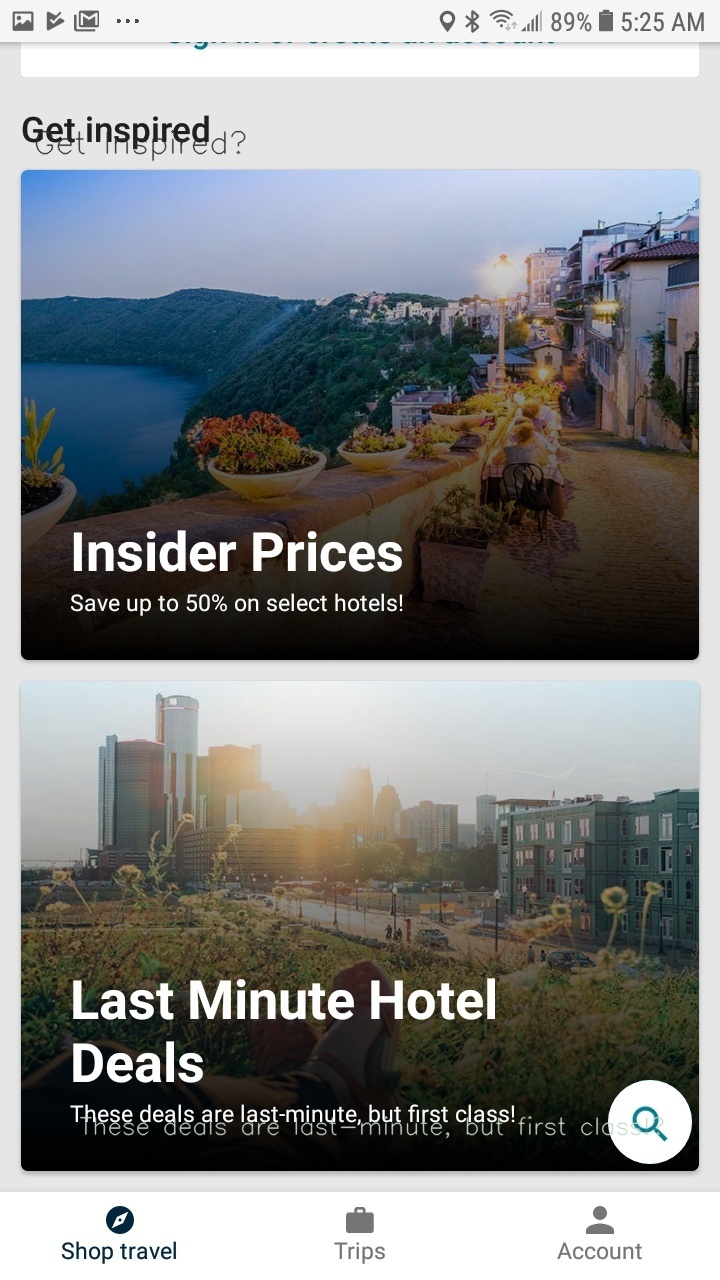 89% 5:25 AM
Sign in or create an account
Get inspired
Get inspired?
Insider Prices
Save up to 50% on select hotels!
Last Minute Hotel
Deals
These deals are last-minute, but first class!
These deals are last-minute, but first class!?
Shop travel Trips Account